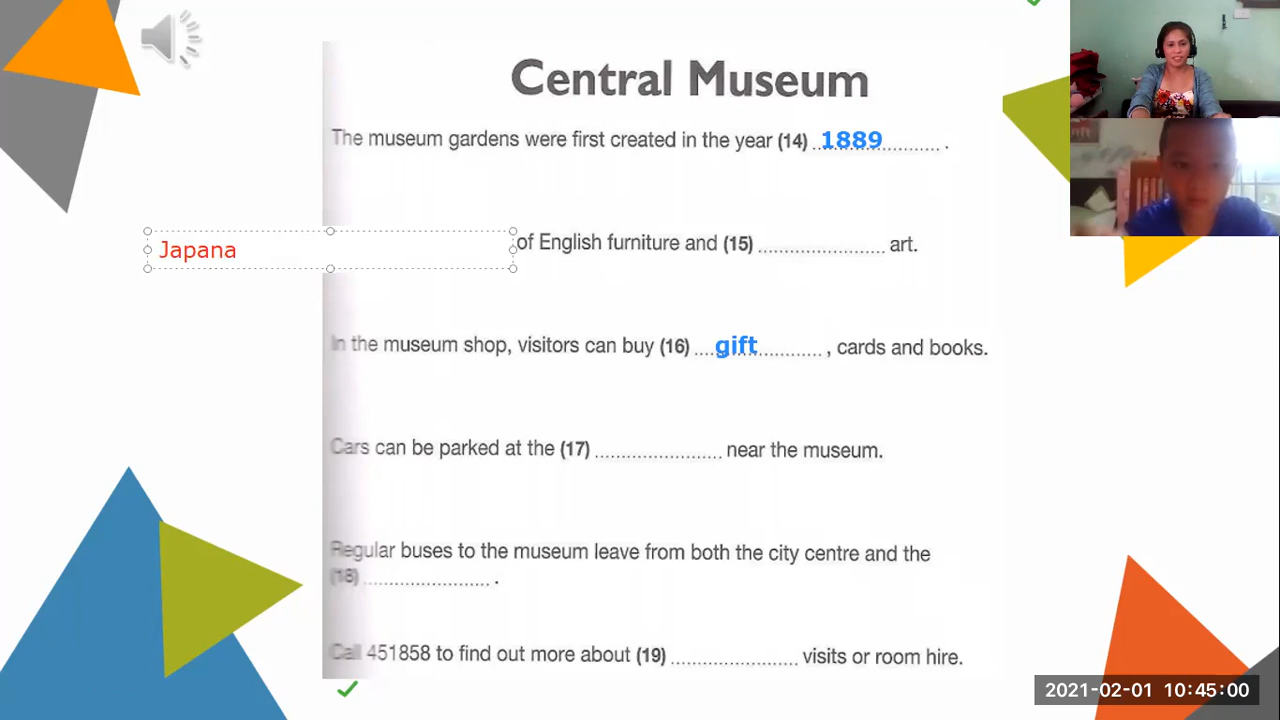 Central Museum
The museum gardens were first created in the year (14) 1889 .
Japana of English furniture and (15) .................... art.
In the museum shop, visitors can buy (16) gift , cards and books.
Cars can be parked at the (17) .................... near the museum.
Regular buses to the museum leave from both the city centre and the
(18) .................... .
Call 451858 to find out more about (19) .................... visits or room hire.
2021-02-01 10:45:00